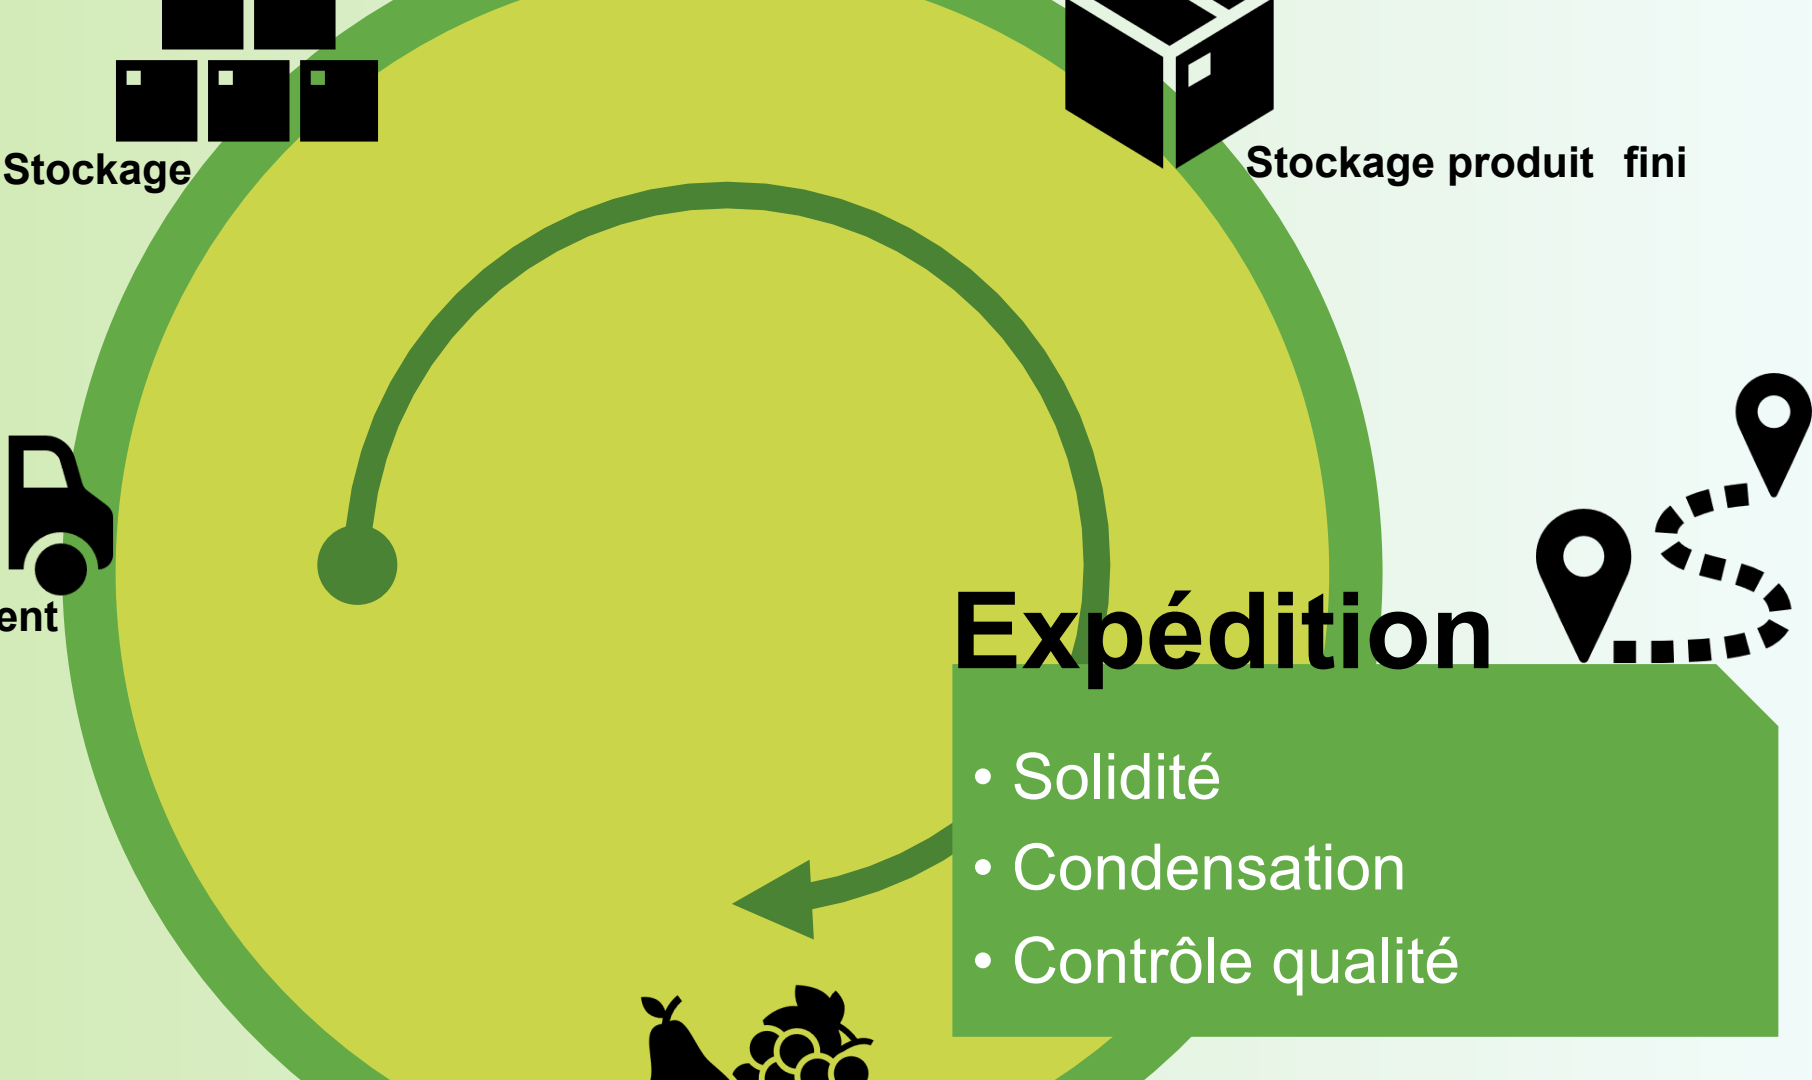 Stockage
Stockage produit fini
ent
Expédition
• Solidité
• Condensation
• Contrôle qualité